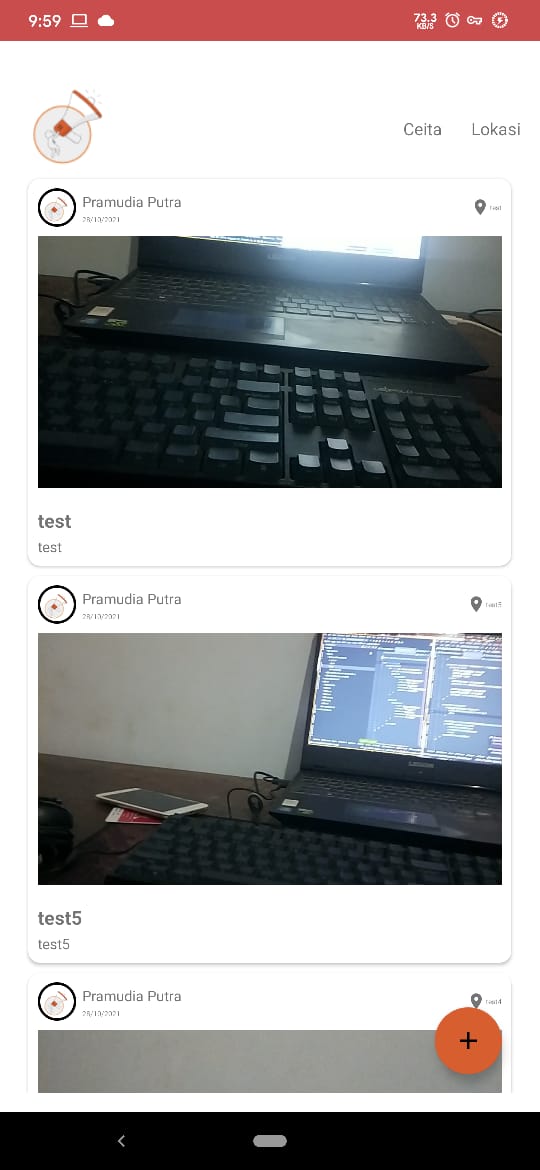 9:59
73.3
KB/S
Ceita
Lokasi
Pramudia Putra
28/10/2021
test
test
test
Pramudia Putra
28/10/2021
test5
test5
test5
Pramudia Putra
28/10/2021
test4
+